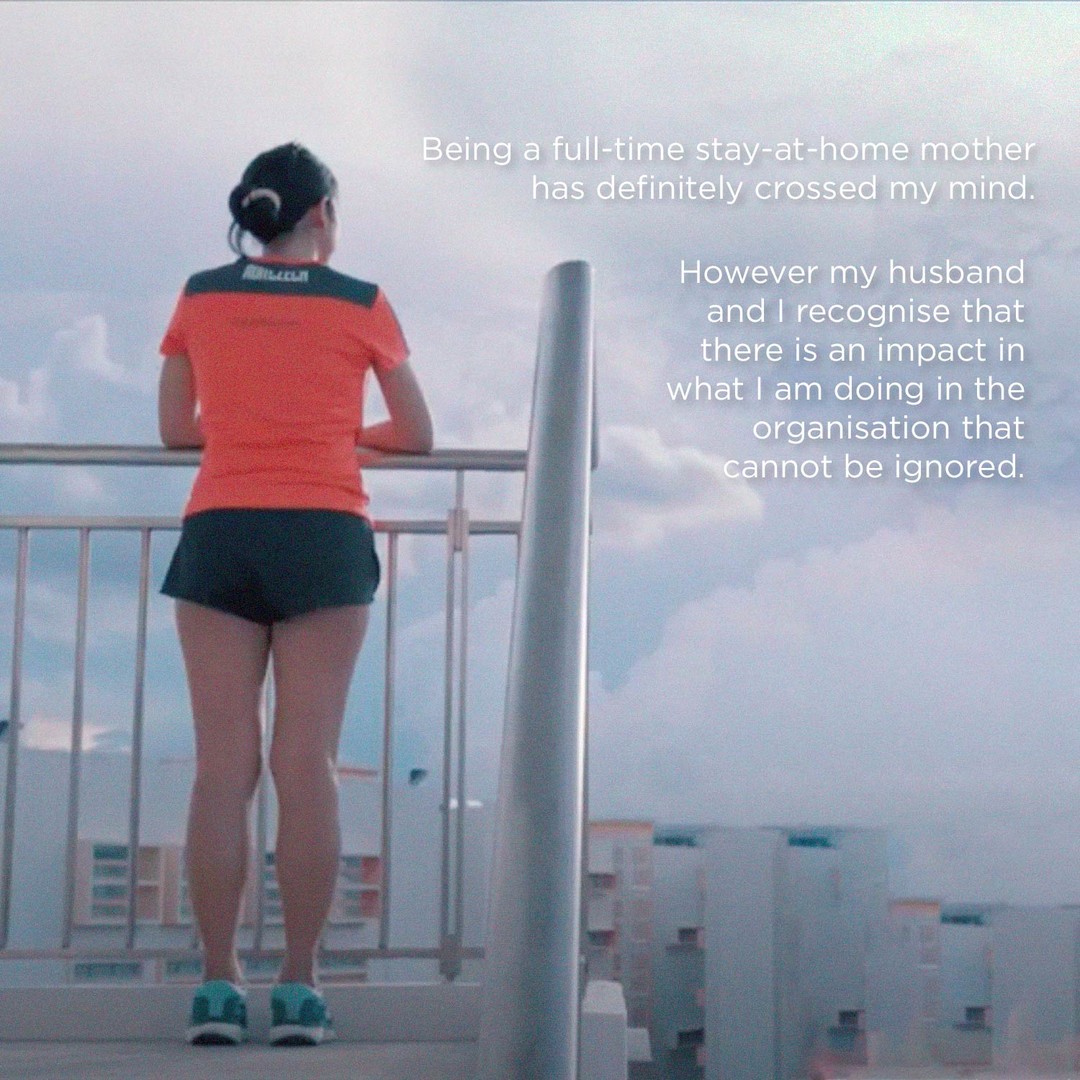 Being a full-time stay-at-home mother
has definitely crossed my mind.
However my husband
and I recognise that
there is an impact in
what I am doing in the
organisation that
cannot be ignored.